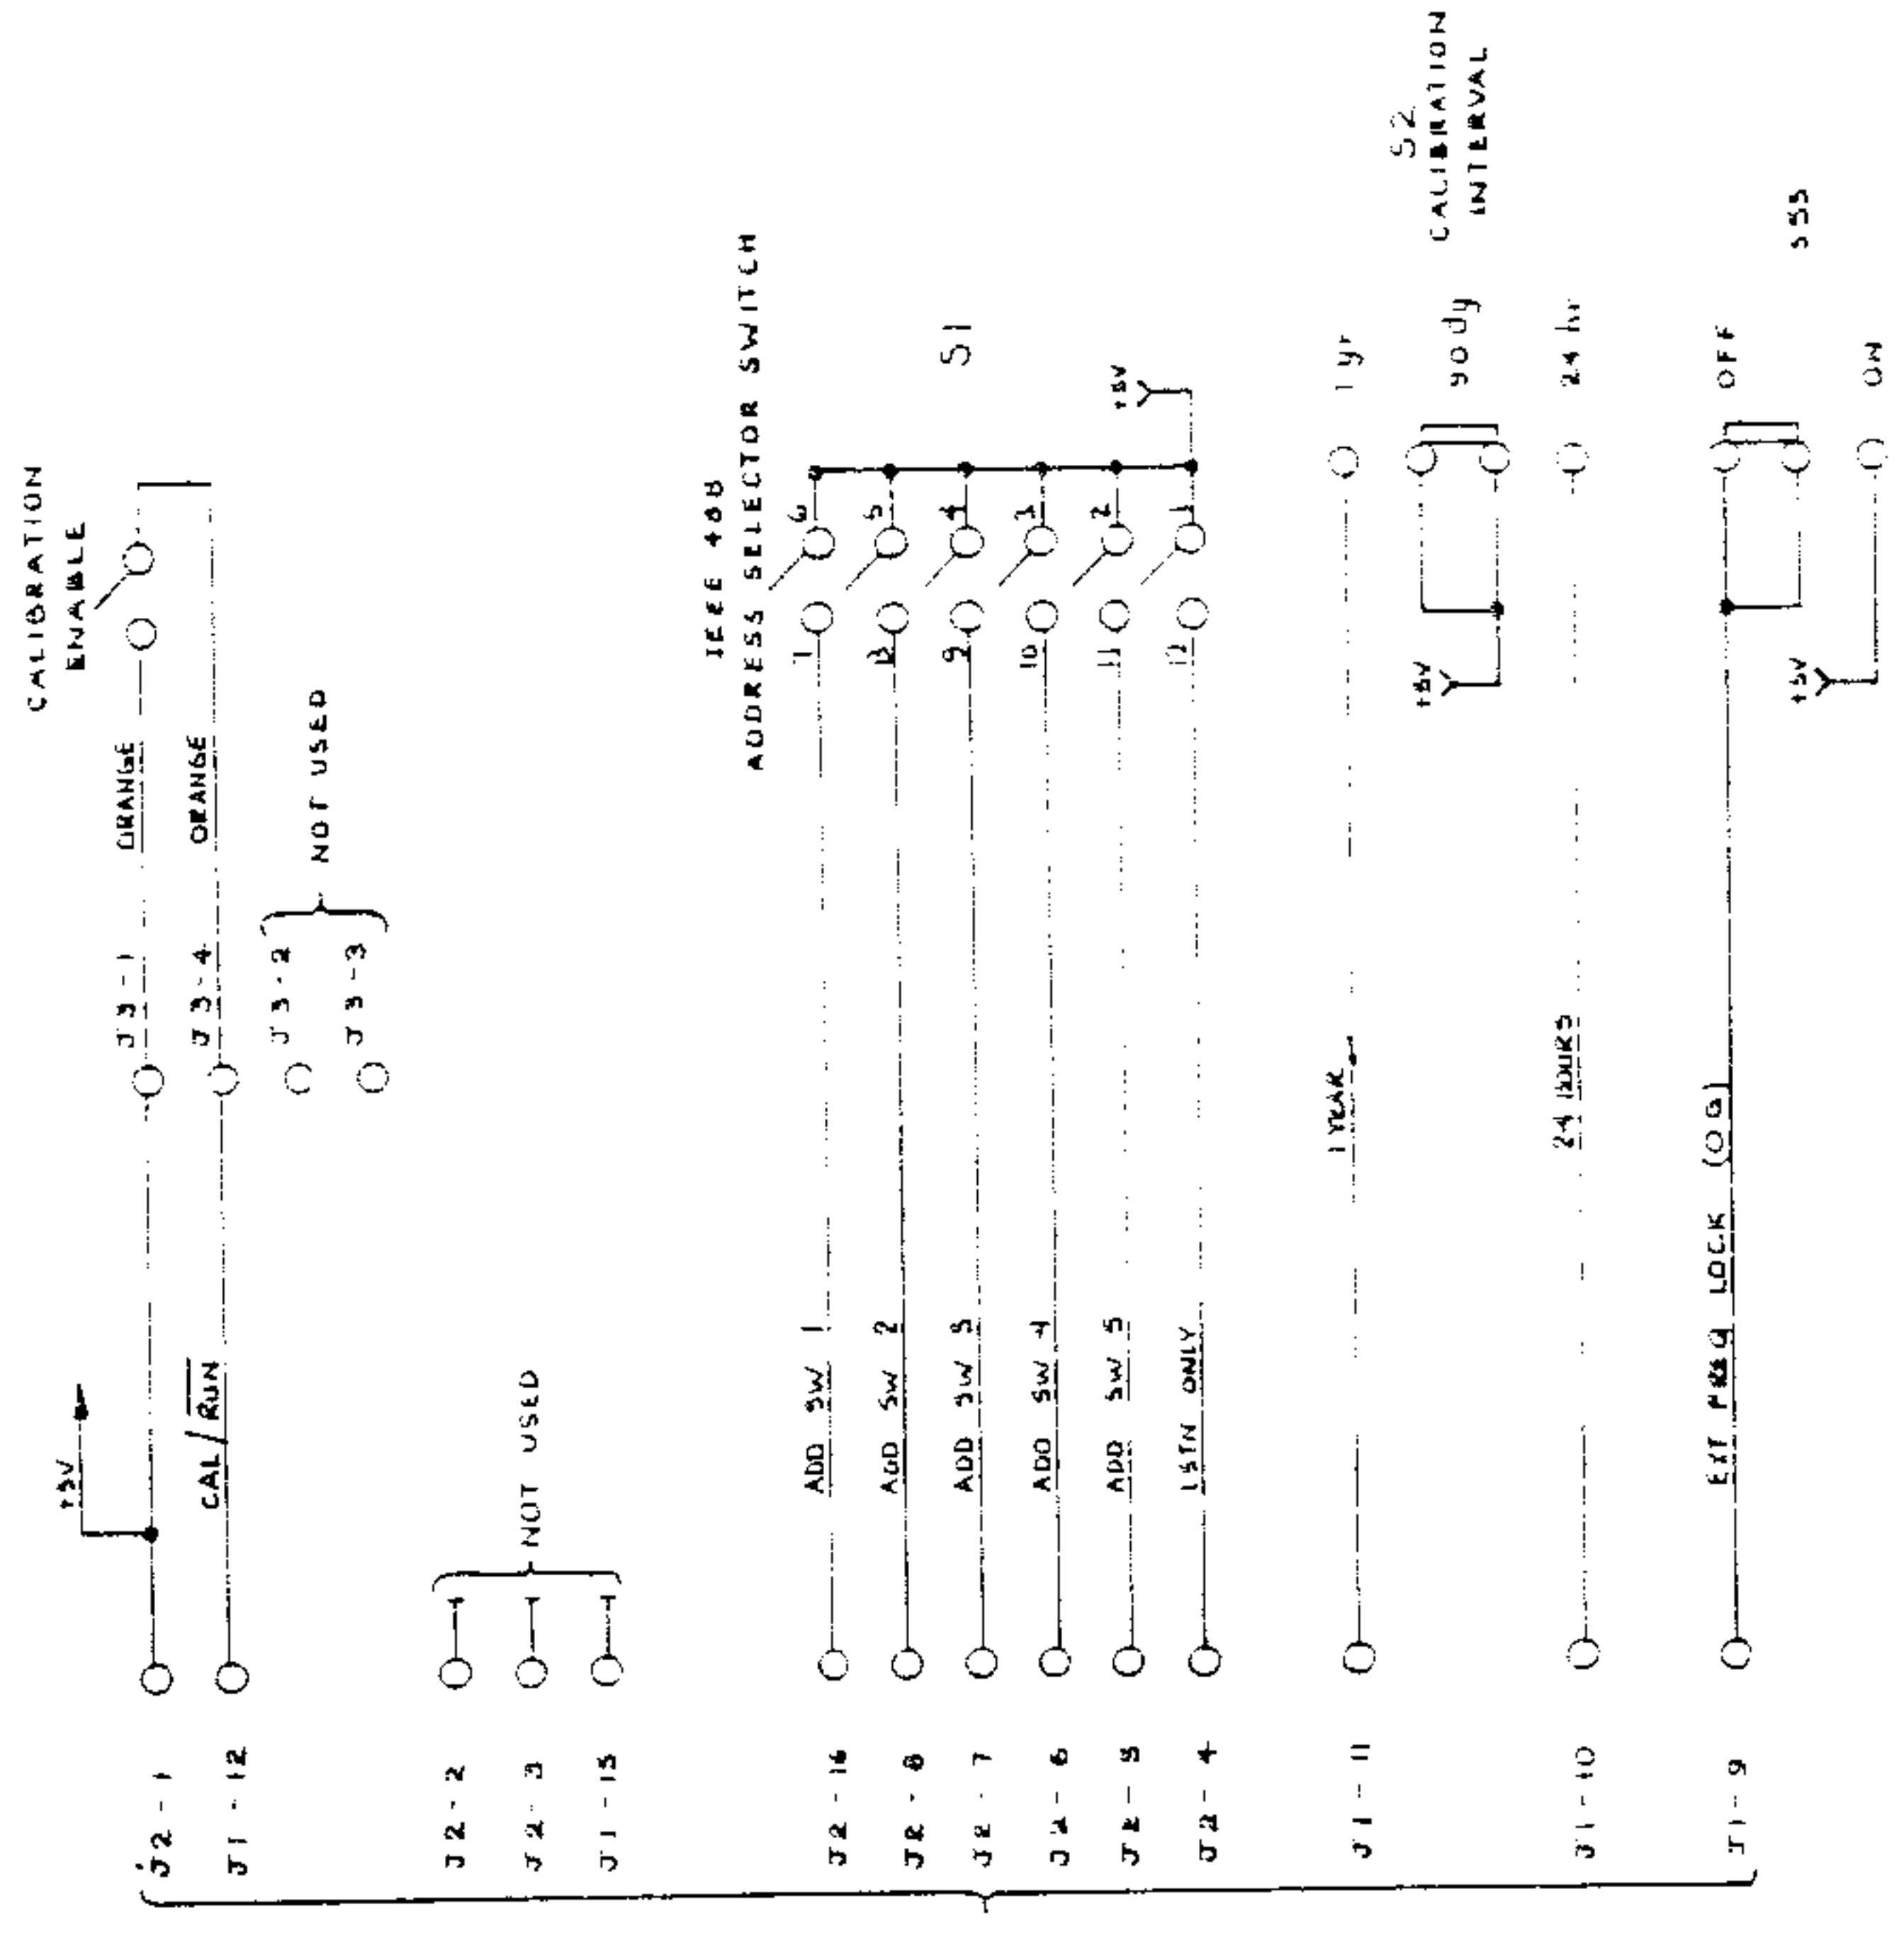 CALIBRATION
ENABLE
+5V
J2-1
J3-1
ORANGE
J1-12
CAL/RUN
J3-4
ORANGE
J3-2
J3-3
NOT USED
J2-2
J2-3
J1-13
NOT USED
IEEE 488
ADDRESS SELECTOR SWITCH
S1
J2-16
ADD SW 1
7
6
J2-8
ADD SW 2
5
J2-7
ADD SW 3
9
4
J2-6
ADD SW 4
10
3
J2-5
ADD SW 5
11
2
J2-4
LSTN ONLY
12
1
+5V
J1-11
1 YEAR
1 yr
S2
CALIBRATION
INTERVAL
+5V
90 dy
J1-10
24 HOURS
24 hr
J1-9
EXT FREQ LOCK (OG)
OFF
+5V
ON